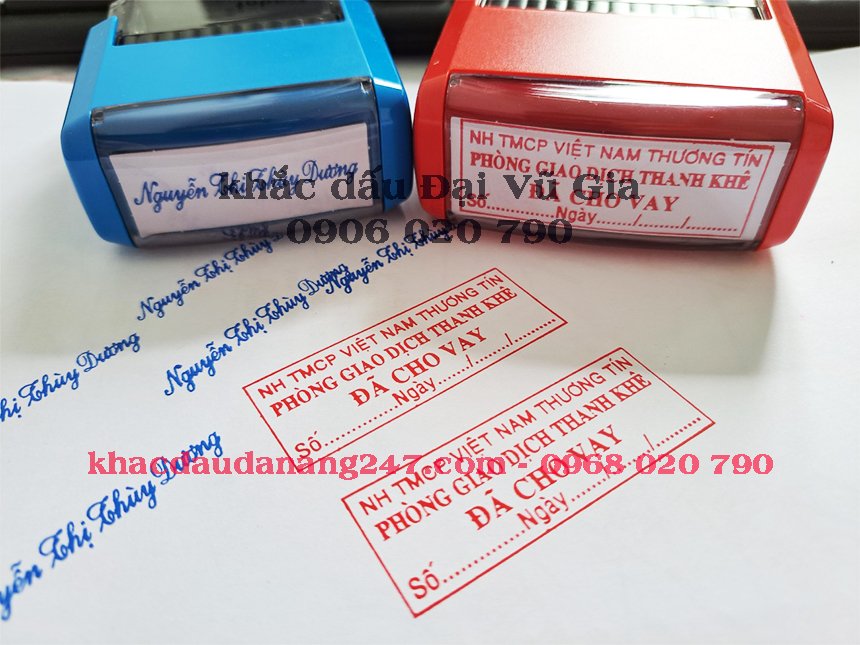 Nguyễn Thị Thùy Dương
NH TMCP VIỆT NAM THƯƠNG TÍN
PHÒNG GIAO DỊCH THANH KHÊ
ĐÃ CHO VAY
Số...............Ngày....../....../.........
khắc dấu Đại Vũ Gia
0906 020 790
Nguyễn Thị Thùy Dương
Nguyễn Thị Thùy Dương
Nguyễn Thị Thùy
Thị Thùy Dương
NH TMCP VIỆT NAM THƯƠNG TÍN
PHÒNG GIAO DỊCH THANH KHÊ
ĐÃ CHO VAY
Số...............Ngày....../....../.........
NH TMCP VIỆT NAM THƯƠNG TÍN
PHÒNG GIAO DỊCH THANH KHÊ
ĐÃ CHO VAY
Số...............Ngày....../....../.........
khacdaudanang247.com - 0968 020 790
Nguyễn Thị Thùy Dương